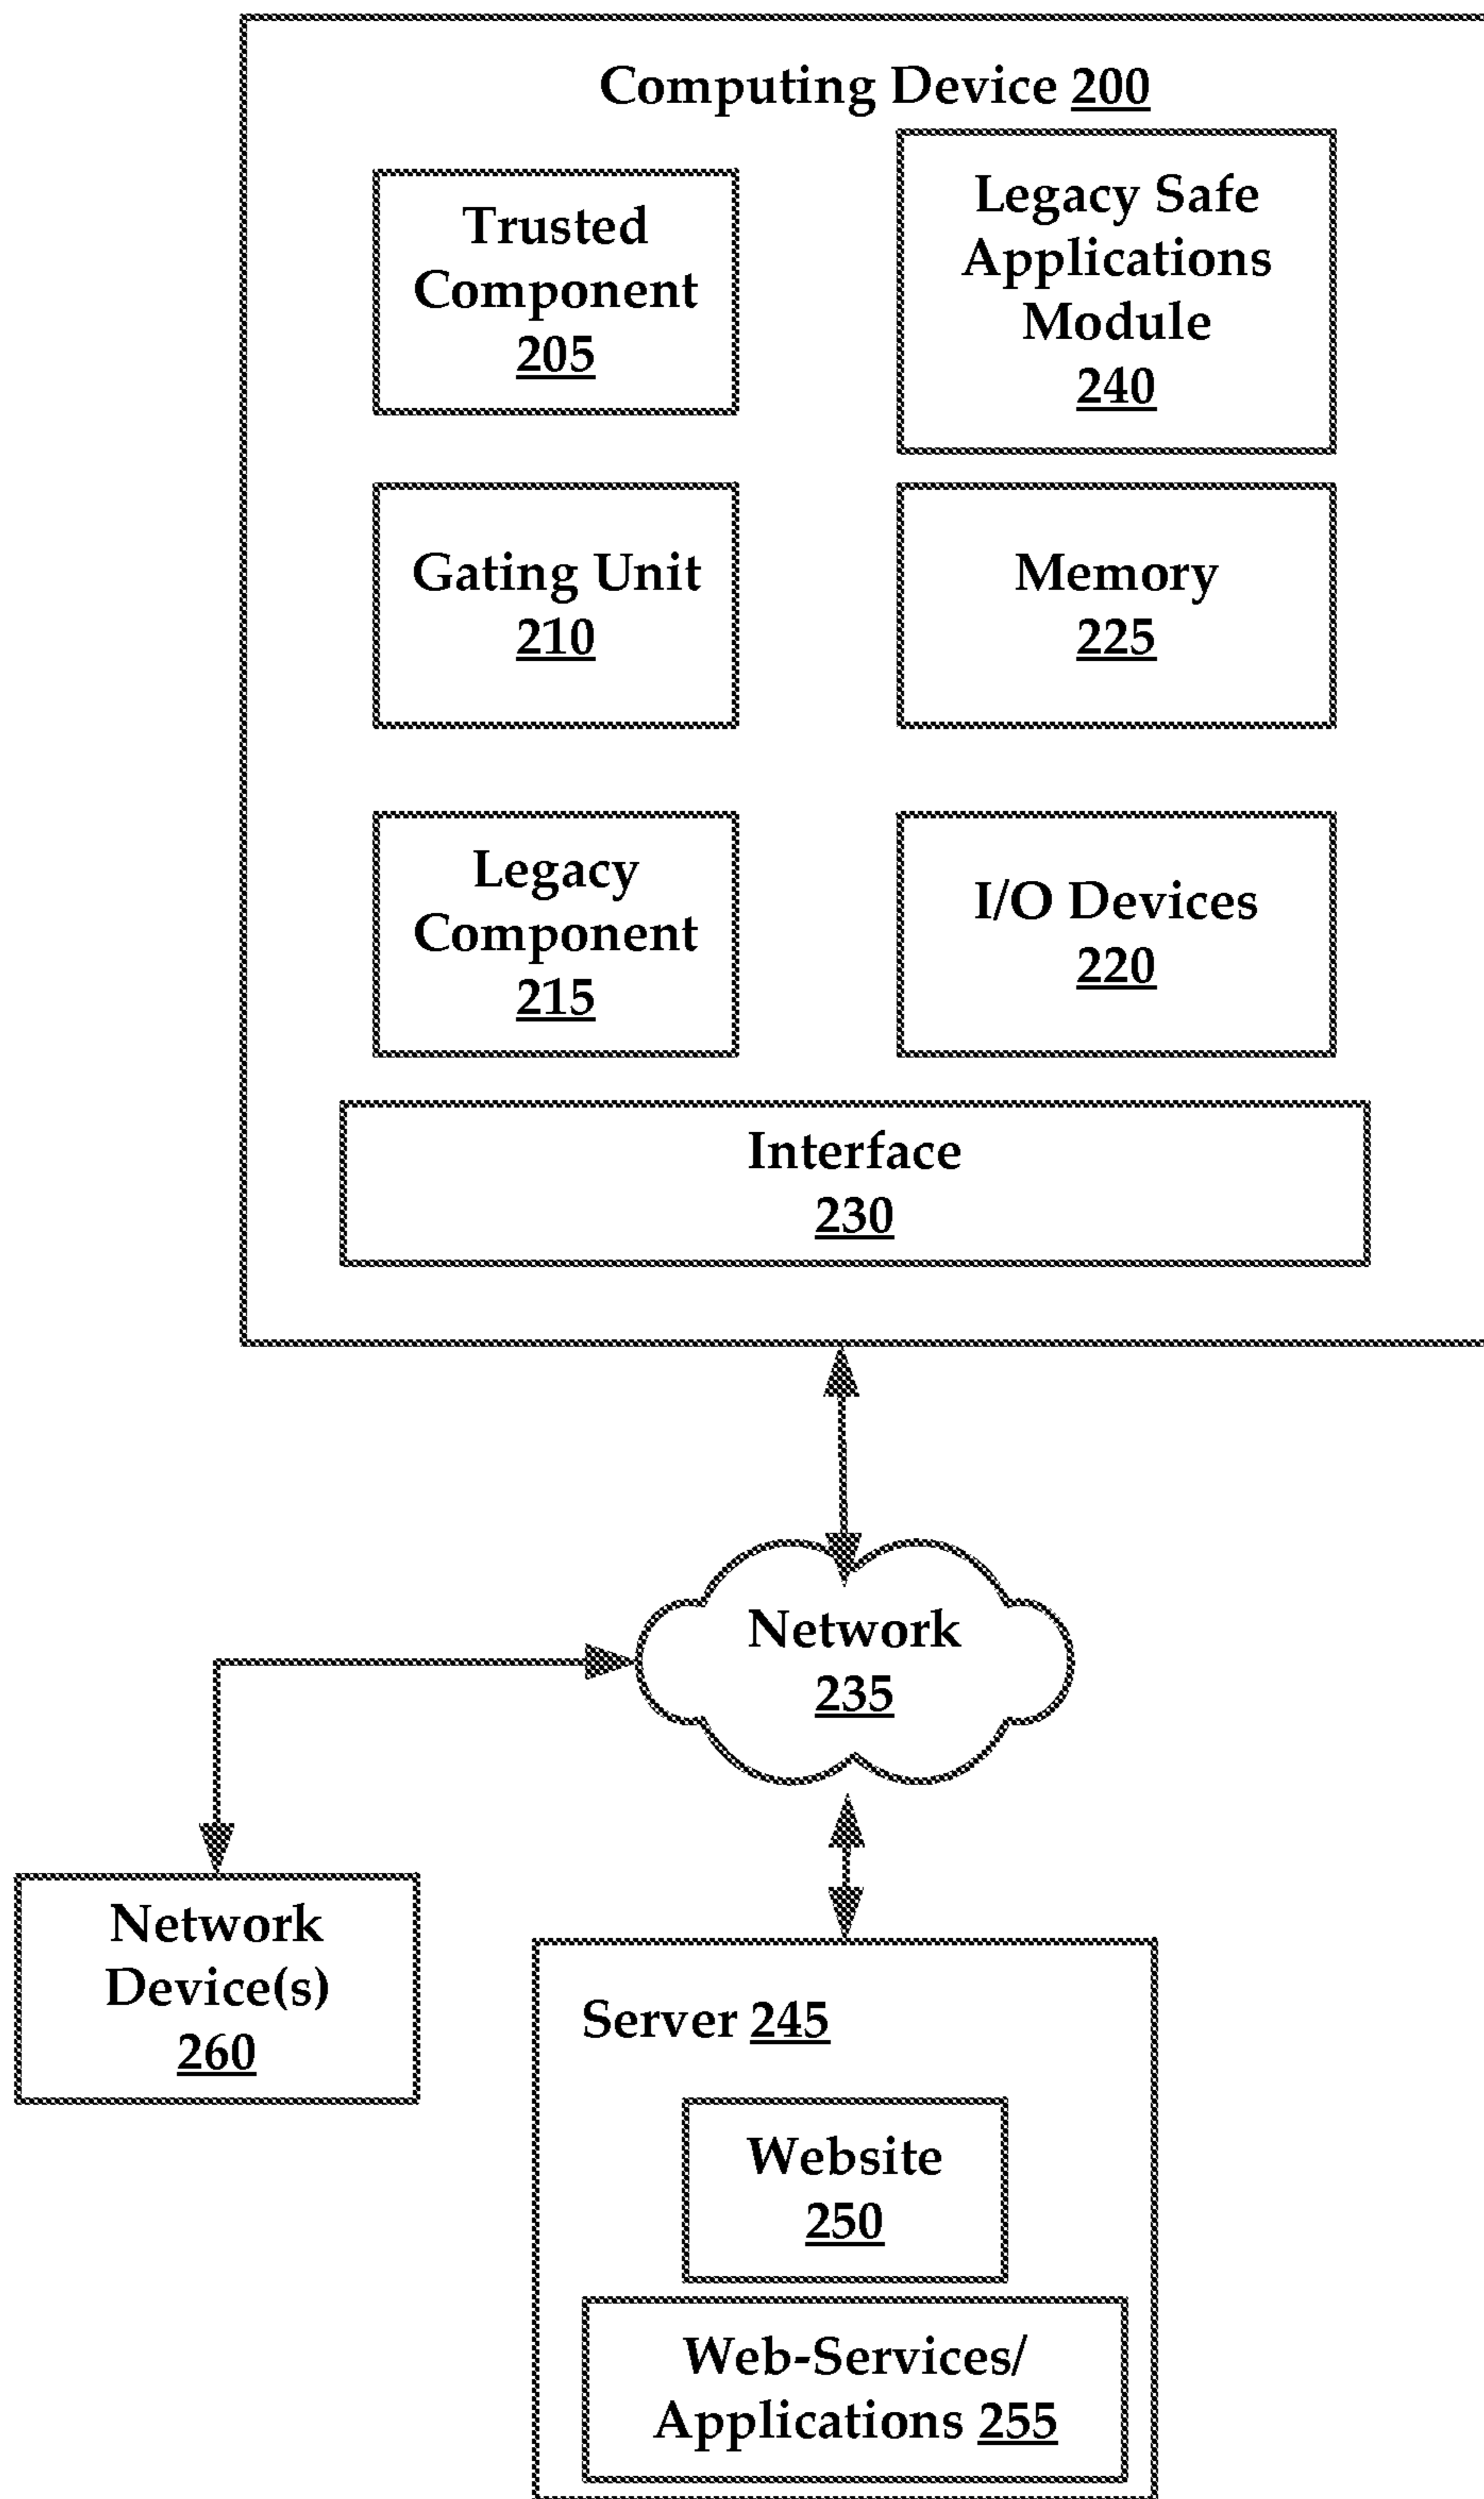 Computing Device 200
Trusted
Component
205
Legacy Safe
Applications
Module
240
Gating Unit
210
Memory
225
Legacy
Component
215
I/O Devices
220
Interface
230
Network
235
Network
Device(s)
260
Server 245
Website
250
Web-Services/
Applications 255